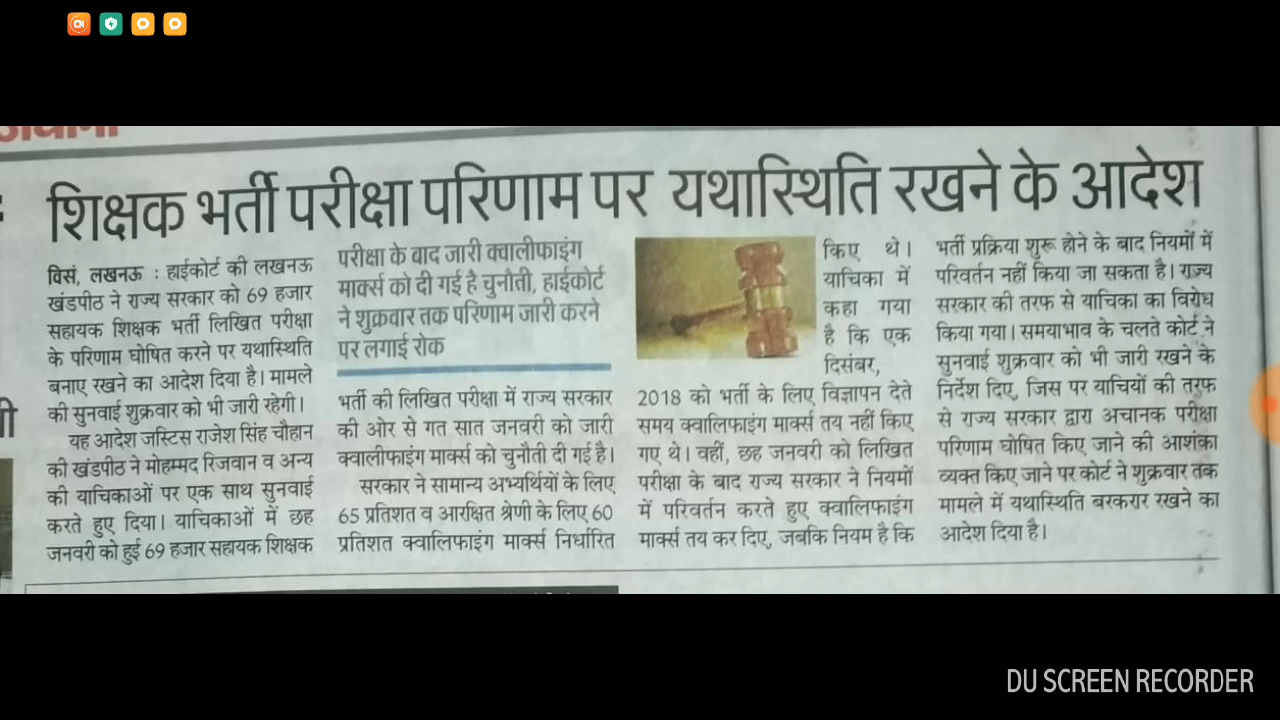 शिक्षक भर्ती परीक्षा परिणाम पर यथास्थिति रखने के आदेश
विसं, लखनऊ : हाईकोर्ट की लखनऊ
खंडपीठ ने राज्य सरकार को 69 हजार
सहायक शिक्षक भर्ती लिखित परीक्षा
के परिणाम घोषित करने पर यथास्थिति
बनाए रखने का आदेश दिया है। मामले
की सुनवाई शुक्रवार को भी जारी रहेगी।
यह आदेश जस्टिस राजेश सिंह चौहान
की खंडपीठ ने मोहम्मद रिजवान व अन्य
की याचिकाओं पर एक साथ सुनवाई
करते हुए दिया। याचिकाओं में छह
जनवरी को हुई 69 हजार सहायक शिक्षक
परीक्षा के बाद जारी क्वालीफाइंग
मार्क्स को दी गई है चुनौती, हाईकोर्ट
ने शुक्रवार तक परिणाम जारी करने
पर लगाई रोक
भर्ती की लिखित परीक्षा में राज्य सरकार
की ओर से गत सात जनवरी को जारी
क्वालीफाइंग मार्क्स को चुनौती दी गई है।
सरकार ने सामान्य अभ्यर्थियों के लिए
65 प्रतिशत व आरक्षित श्रेणी के लिए 60
प्रतिशत क्वालिफाइंग मार्क्स निर्धारित
किए थे।
याचिका में
कहा गया
है कि एक
दिसंबर,
2018 को भर्ती के लिए विज्ञापन देते
समय क्वालिफाइंग मार्क्स तय नहीं किए
गए थे। वहीं, छह जनवरी को लिखित
परीक्षा के बाद राज्य सरकार ने नियमों
में परिवर्तन करते हुए क्वालिफाइंग
मार्क्स तय कर दिए, जबकि नियम है कि
भर्ती प्रक्रिया शुरू होने के बाद नियमों में
परिवर्तन नहीं किया जा सकता है। राज्य
सरकार की तरफ से याचिका का विरोध
किया गया। समयाभाव के चलते कोर्ट ने
सुनवाई शुक्रवार को भी जारी रखने के
निर्देश दिए, जिस पर याचियों की तरफ
से राज्य सरकार द्वारा अचानक परीक्षा
परिणाम घोषित किए जाने की आशंका
व्यक्त किए जाने पर कोर्ट ने शुक्रवार तक
मामले में यथास्थिति बरकरार रखने का
आदेश दिया है।
DU SCREEN RECORDER